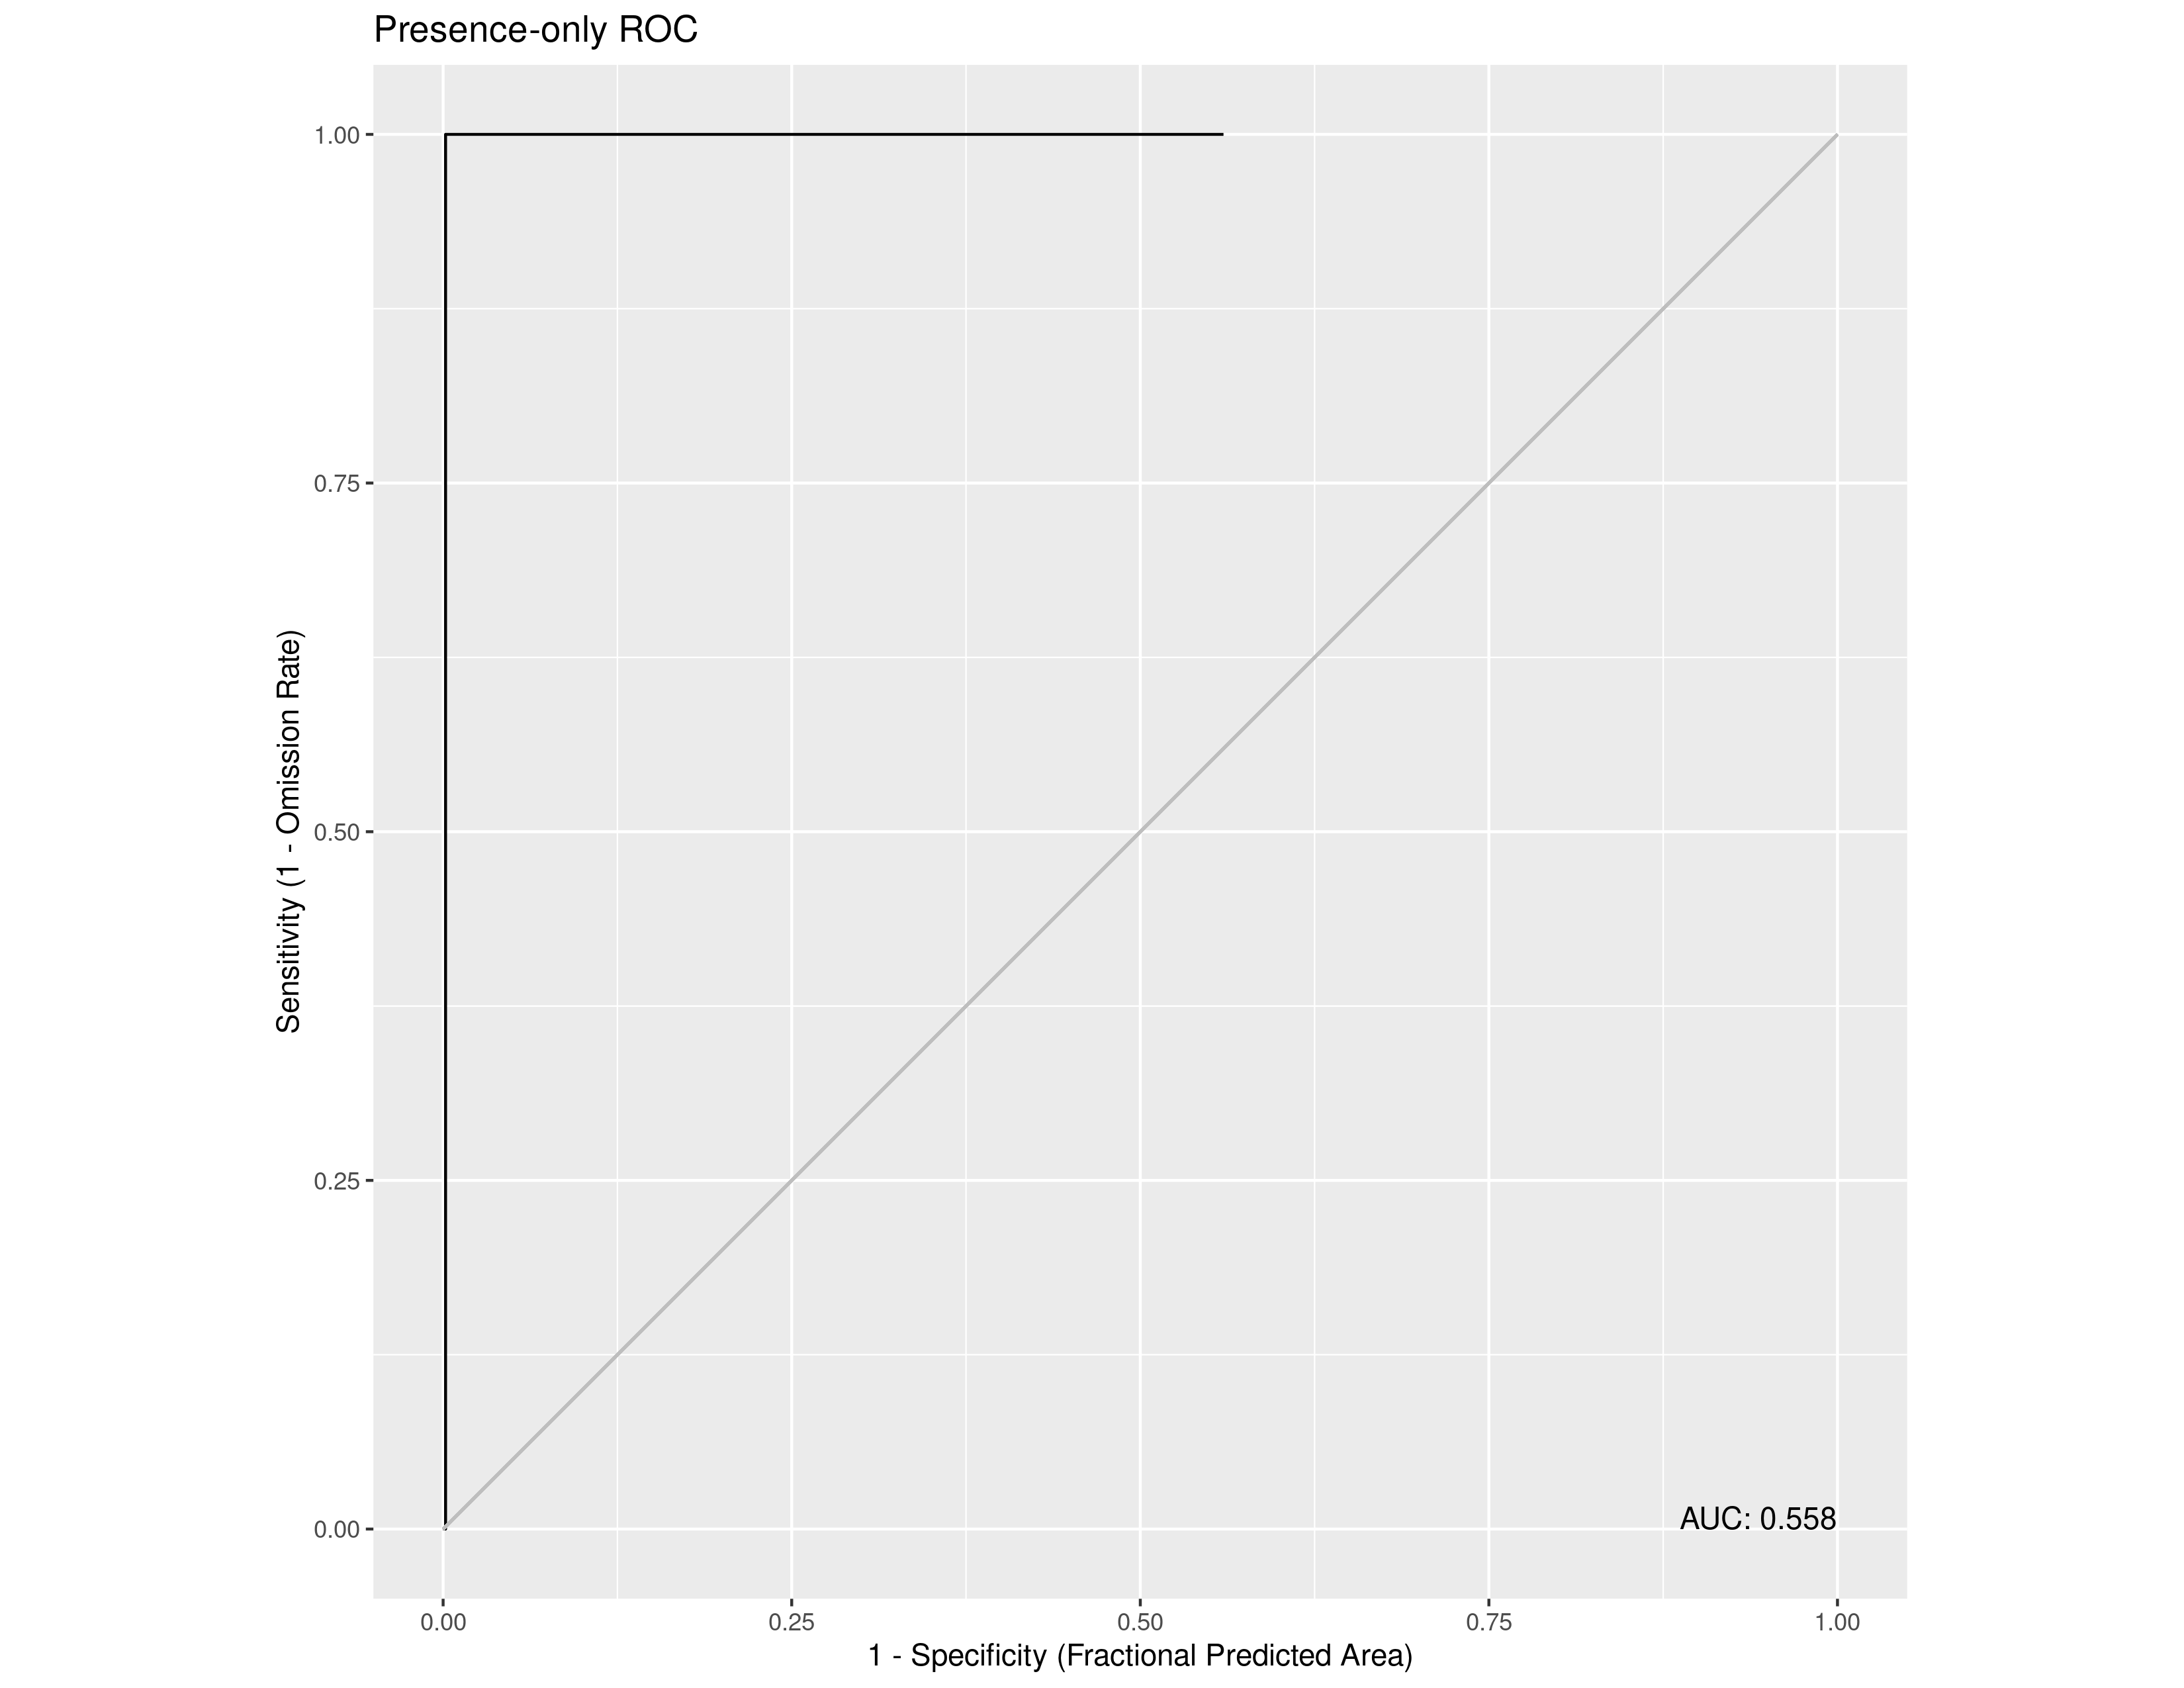 Presence-only ROC
Sensitivity (1 - Omission Rate)
1.00
0.75
0.50
0.25
0.00
AUC: 0.558
0.00 0.25 0.50 0.75 1.00
1 - Specificity (Fractional Predicted Area)